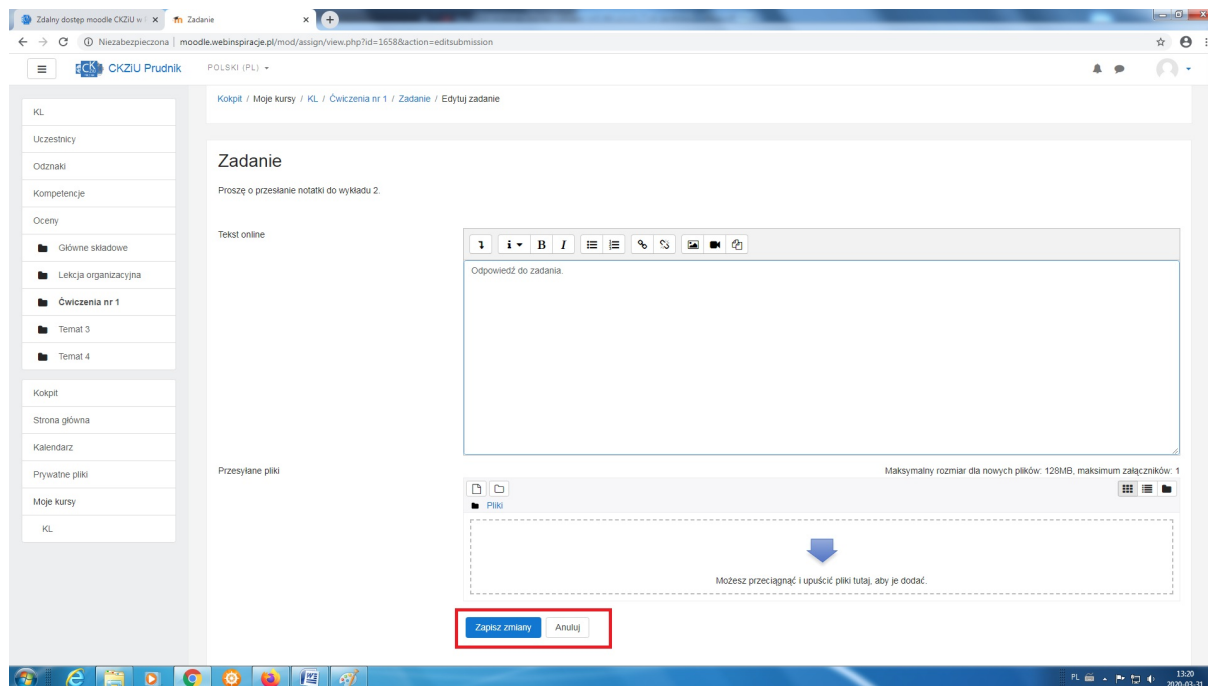 Zdalny dostęp moodle CKZiU w
Zadanie
Niezabezpieczona | moodle.webinspiracje.pl/mod/assign/view.php?id=1658&action=editsubmission
CKZiU Prudnik
POLSKI (PL)
Kokpit / Moje kursy / KL / Ćwiczenia nr 1 / Zadanie / Edytuj zadanie
KL
Uczestnicy
Odznaki
Kompetencje
Oceny
Główne składowe
Lekcja organizacyjna
Ćwiczenia nr 1
Temat 3
Temat 4
Kokpit
Strona główna
Kalendarz
Prywatne pliki
Moje kursy
KL
Zadanie
Proszę o przesłanie notatki do wykładu 2.
Tekst online
i B I
Odpowiedź do zadania.
Przesyłane pliki
Maksymalny rozmiar dla nowych plików: 128MB, maksimum załączników: 1
Pliki
Możesz przeciągnąć i upuścić pliki tutaj, aby je dodać.
Zapisz zmiany Anuluj
PL
13:20
2020-03-31